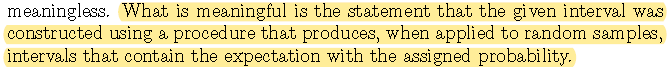 meaningless. What is meaningful is the statement that the given interval was
constructed using a procedure that produces, when applied to random samples,
intervals that contain the expectation with the assigned probability.